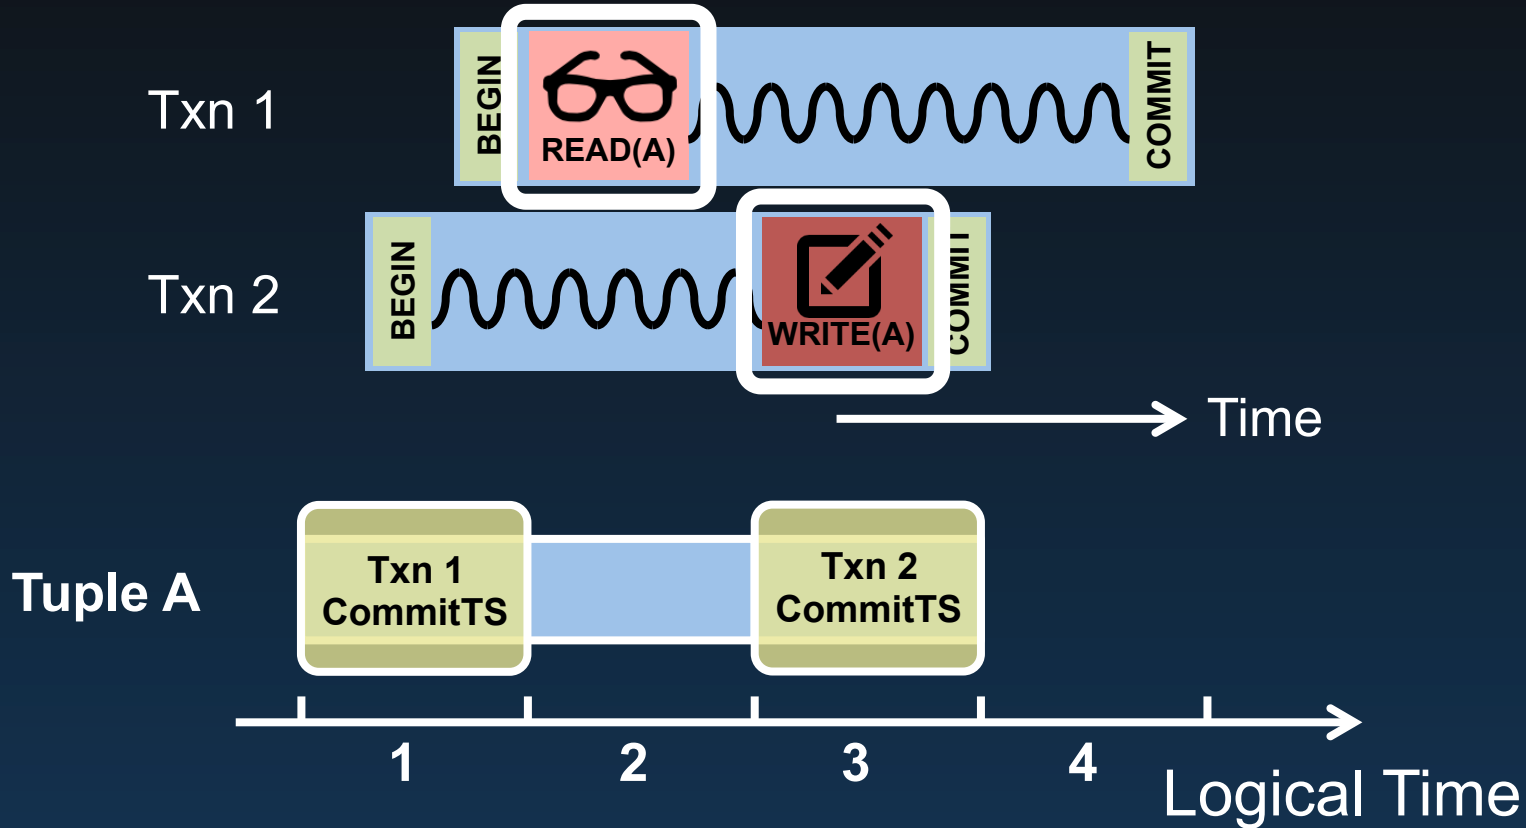 Txn 1
BEGIN
READ(A)
COMMIT
Txn 2
BEGIN
WRITE(A)
COMMIT
Time
Tuple A
Txn 1
CommitTS
Txn 2
CommitTS
1 2 3 4
Logical Time